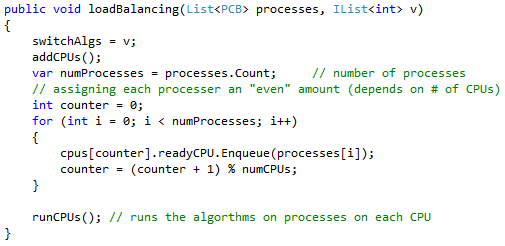 public void loadBalancing(List<PCB> processes, IList<int> v)
{
    switchAlgs = v;
    addCPUs();
    var numProcesses = processes.Count;     // number of processes
    // assigning each processer an "even" amount (depends on # of CPUs)
    int counter = 0;
    for (int i = 0; i < numProcesses; i++)
    {
        cpus[counter].readyCPU.Enqueue(processes[i]);
        counter = (counter + 1) % numCPUs;
    }

    runCPUs(); // runs the algorthms on processes on each CPU
}